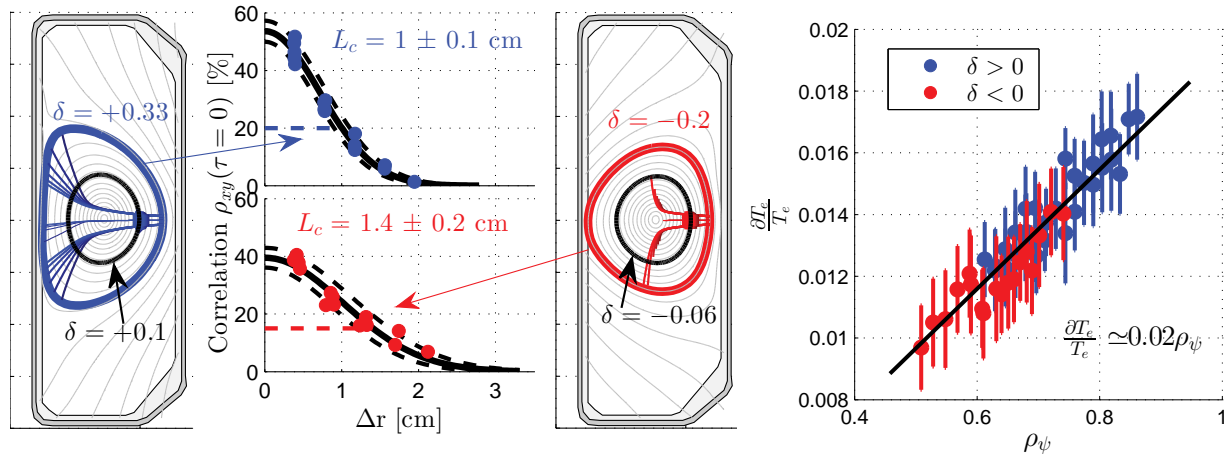 δ = +0.33
δ = +0.1
Correlation ρxy(τ = 0) [%]
60
40
20
0
L_c = 1 ± 0.1 cm
60
40
20
0
L_c = 1.4 ± 0.2 cm
0 1 2 3
Δr [cm]
δ = −0.2
δ = −0.06
∂T_e/T_e
0.02
0.018
0.016
0.014
0.012
0.01
0.008
δ > 0
δ < 0
∂T_e/T_e ≃0.02ρ_ψ
0.4 0.6 0.8 1
ρ_ψ